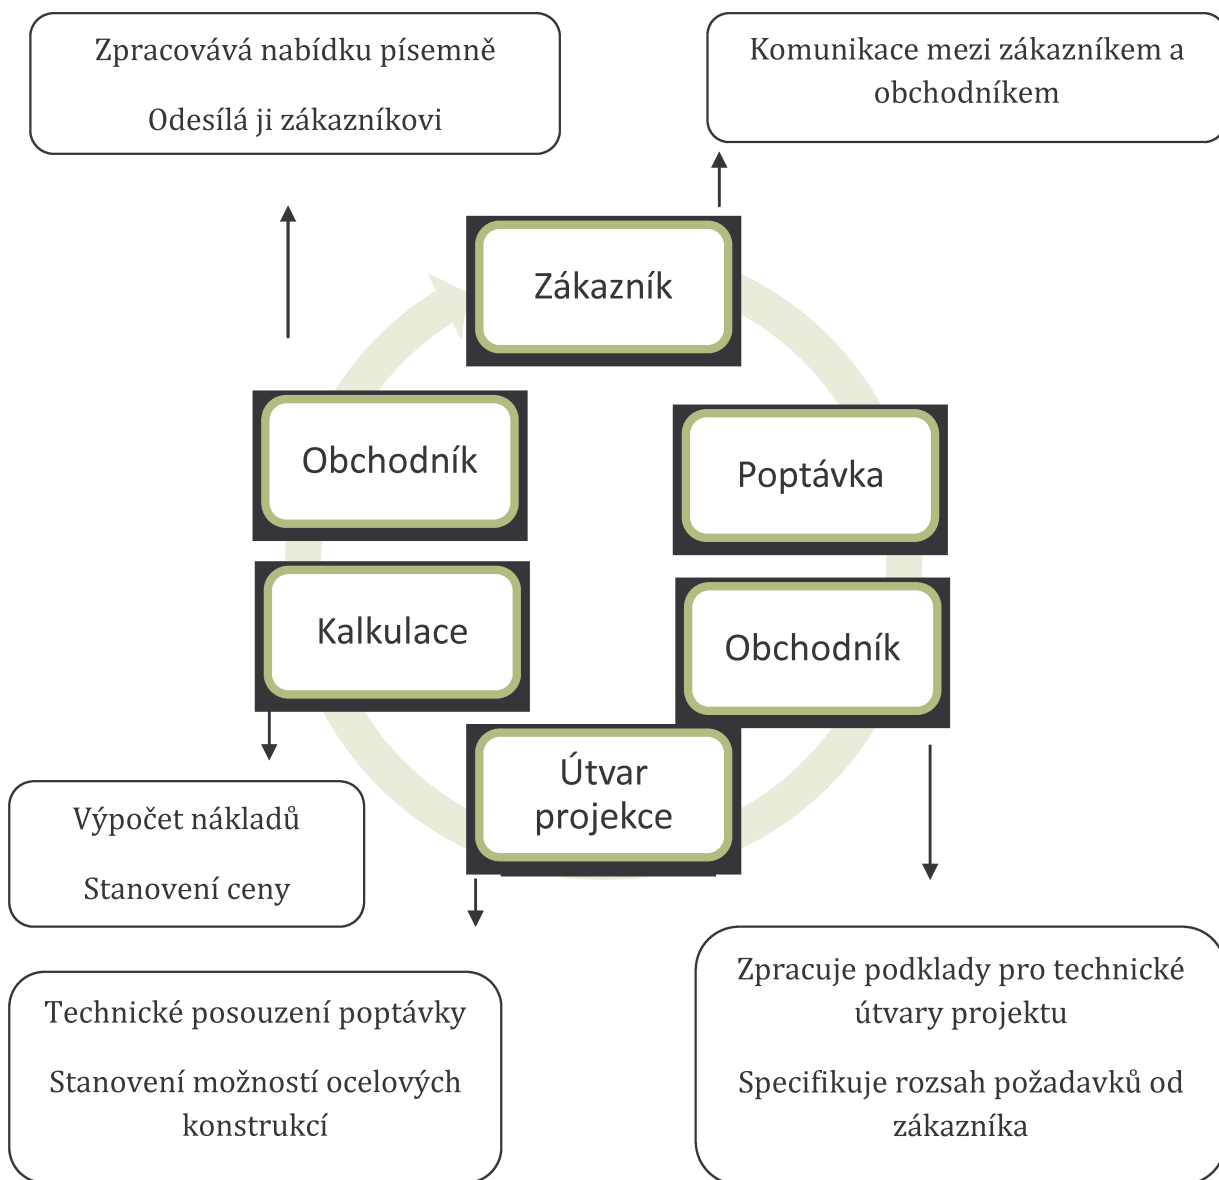 Zpracovává nabídku písemně
Odesílá ji zákazníkovi
Komunikace mezi zákazníkem a
obchodníkem
Zákazník
Obchodník
Poptávka
Kalkulace
Obchodník
Útvar
projekce
Výpočet nákladů
Stanovení ceny
Technické posouzení poptávky
Stanovení možností ocelových
konstrukcí
Zpracuje podklady pro technické
útvary projektu
Specifikuje rozsah požadavků od
zákazníka